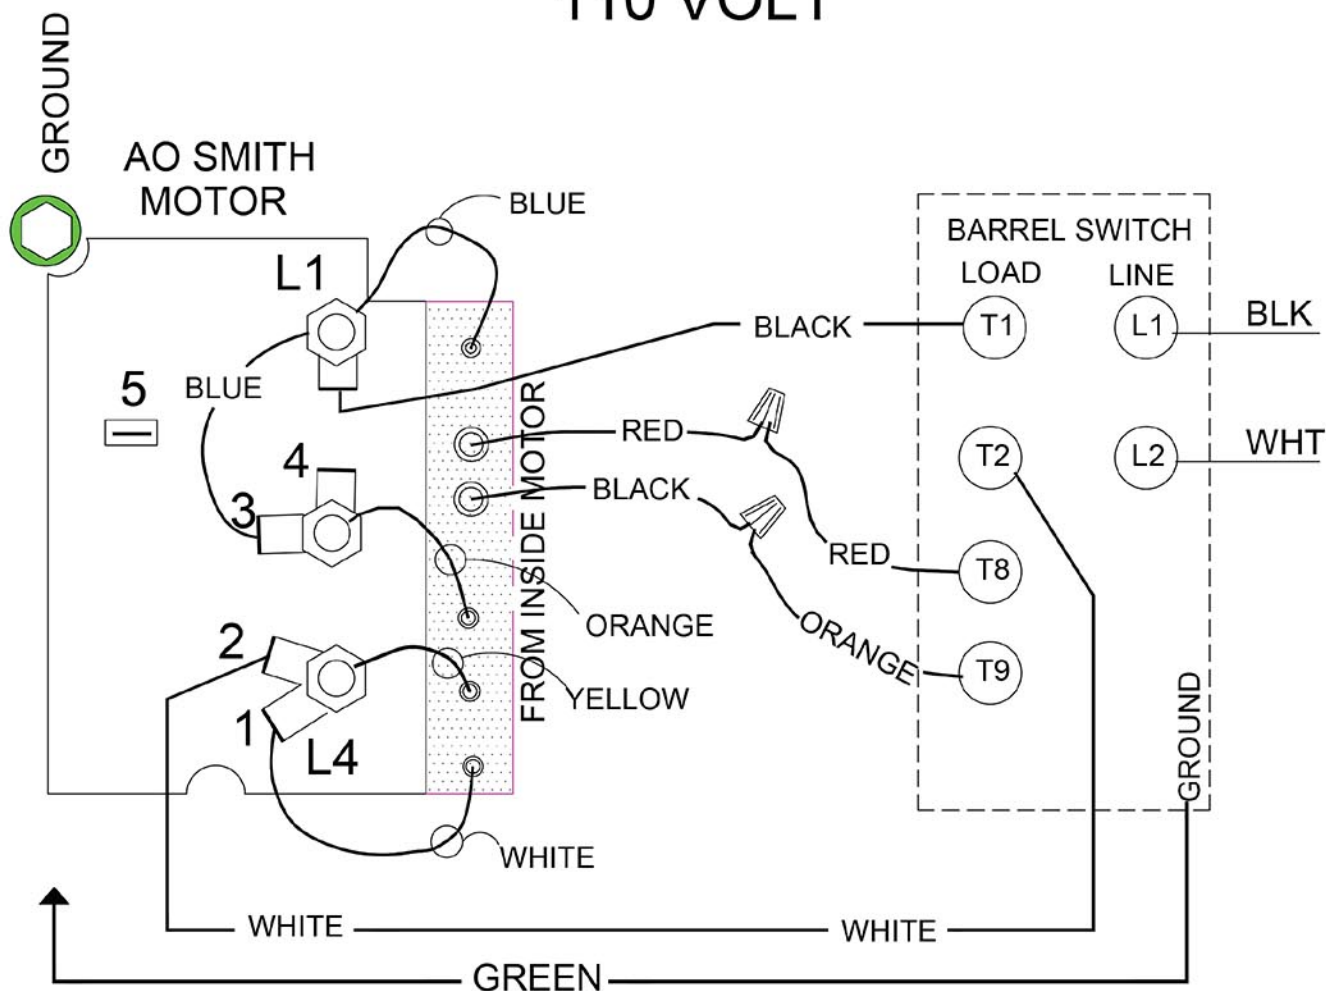 110 VOLT
GROUND
AO SMITH
MOTOR
BLUE
L1
BLUE
5
4
3
2
1
L4
BLACK
RED
BLACK
RED
ORANGE
ORANGE
YELLOW
WHITE
FROM INSIDE MOTOR
BARREL SWITCH
LOAD LINE
T1 L1 BLK
T2 L2 WHT
T8
T9
GROUND
WHITE WHITE
GREEN